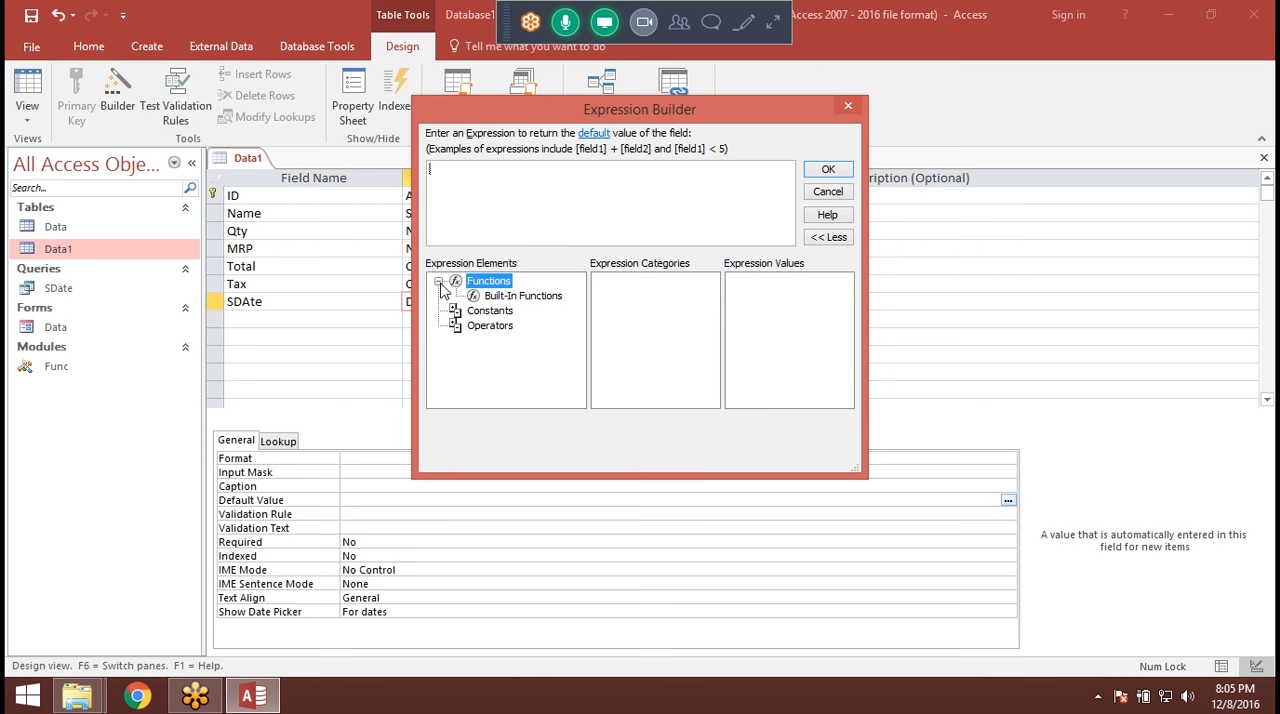 Table Tools
Database1
Access 2007 - 2016 file format) - Access
Sign in
?
File
Home
Create
External Data
Database Tools
Design
Tell me what you want to do
View
Primary Key
Builder
Test Validation Rules
Insert Rows
Delete Rows
Modify Lookups
Property Sheet
Indexe
Views
Tools
Show/Hide
Expression Builder
Enter an Expression to return the default value of the field:
(Examples of expressions include [field1] + [field2] and [field1] < 5)
OK
Cancel
Help
<< Less
Expression Elements
Expression Categories
Expression Values
Functions
Built-In Functions
Constants
Operators
All Access Obje...
Search...
Tables
Data
Data1
Queries
SDate
Forms
Data
Modules
Func
Data1
Field Name
ription (Optional)
ID
A
Name
S
Qty
N
MRP
N
Total
C
Tax
C
SDAte
D
General
Lookup
Format
Input Mask
Caption
Default Value
Validation Rule
Validation Text
Required No
Indexed No
IME Mode No Control
IME Sentence Mode None
Text Align General
Show Date Picker For dates
A value that is automatically entered in this
field for new items
Design view. F6 = Switch panes. F1 = Help.
Num Lock
8:05 PM
12/8/2016